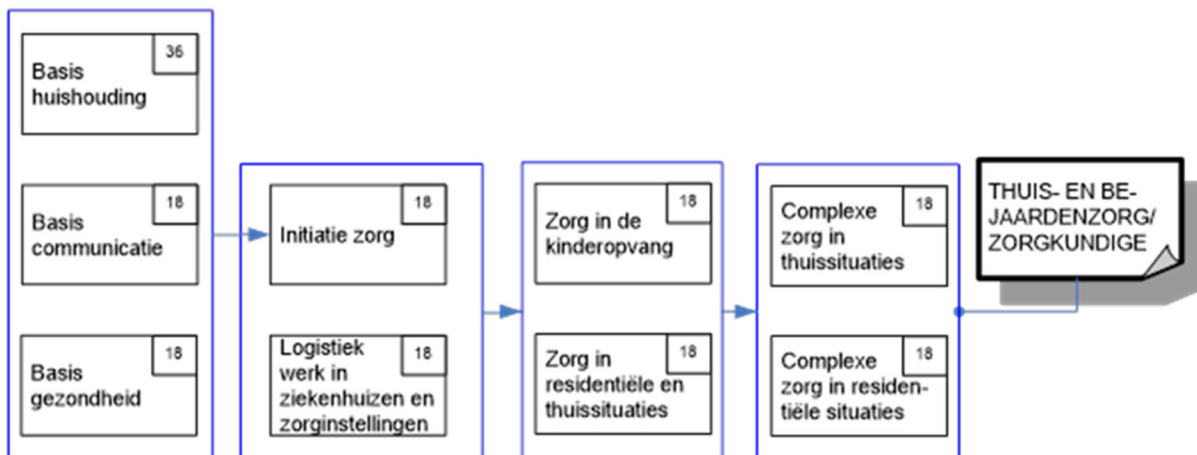 36
Basis
huishouding
18
Basis
communicatie
18
Basis
gezondheid
18
Initiatie zorg
18
Logistiek
werk in
ziekenhuizen en
zorginstellingen
18
Zorg in de
kinderopvang
18
Zorg in
residentiële en
thuissituaties
18
Complexe
zorg in
thuissituaties
18
Complexe
zorg in residen-
tiële situaties
THUIS- EN BE-
JAARDENZORG/
ZORGKUNDIGE